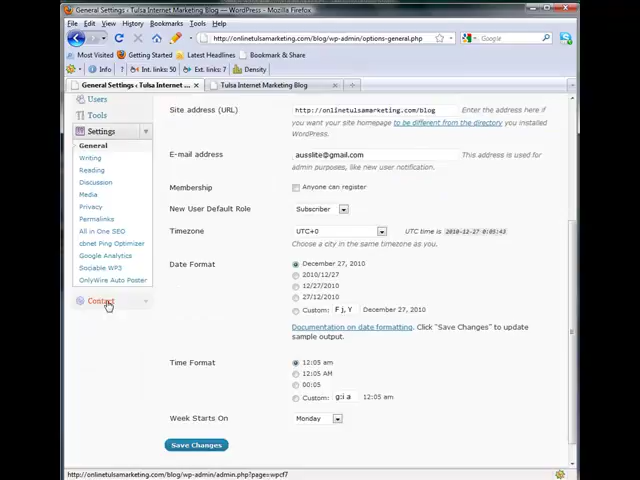 General Settings ‹ Tulsa Internet Marketing Blog — WordPress - Mozilla Firefox
File Edit View History Bookmarks Tools Help
http://onlinetulsamarketing.com/blog/wp-admin/options-general.php
Google
Most Visited Getting Started Latest Headlines Bookmark & Share
Info Int. links: 50 Ext. links: 7 Density
General Settings ‹ Tulsa Internet ...
Tulsa Internet Marketing Blog
Users
Tools
Settings
General
Writing
Reading
Discussion
Media
Privacy
Permalinks
All in One SEO
cbnet Ping Optimizer
Google Analytics
Sociable WP3
OnlyWire Auto Poster
Contact
Site address (URL) http://onlinetulsamarketing.com/blog Enter the address here if
you want your site homepage to be different from the directory you installed
WordPress.
E-mail address ausslite@gmail.com This address is used for
admin purposes, like new user notification.
Membership Anyone can register
New User Default Role Subscriber
Timezone UTC+0 UTC time is 2010-12-27 0:05:43
Choose a city in the same timezone as you.
Date Format December 27, 2010
2010/12/27
12/27/2010
27/12/2010
Custom: F j, Y December 27, 2010
Documentation on date formatting. Click "Save Changes" to update
sample output.
Time Format 12:05 am
12:05 AM
00:05
Custom: g:i a 12:05 am
Week Starts On Monday
Save Changes
http://onlinetulsamarketing.com/blog/wp-admin/admin.php?page=wpcf7